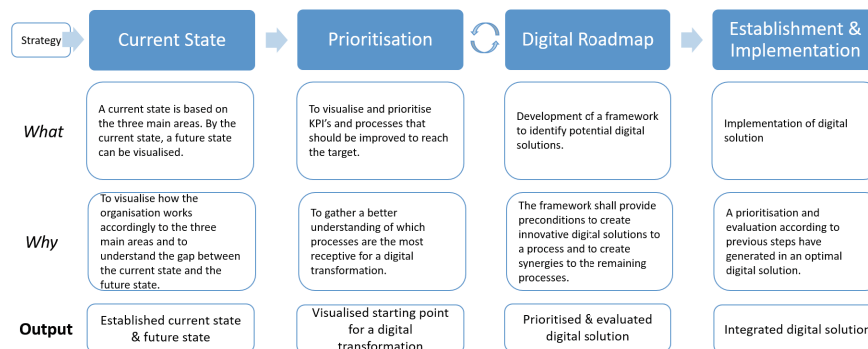 Strategy
Current State
Prioritisation
Digital Roadmap
Establishment &
Implementation
What
A current state is based on
the three main areas. By the
current state, a future state
can be visualised.
To visualise and prioritise
KPI's and processes that
should be improved to reach
the target.
Development of a framework
to identify potential digital
solutions.
Implementation of digital
solution
Why
To visualise how the
organisation works
accordingly to the three
main areas and to
understand the gap between
the current state and the
future state.
To gather a better
understanding of which
processes are the most
receptive for a digital
transformation.
The framework shall provide
preconditions to create
innovative digital solutions to
a process and to create
synergies to the remaining
processes.
A prioritisation and
evaluation according to
previous steps have
generated in an optimal
digital solution.
Output
Established current state
& future state
Visualised starting point
for a digital
transformation
Prioritised & evaluated
digital solution
Integrated digital solution